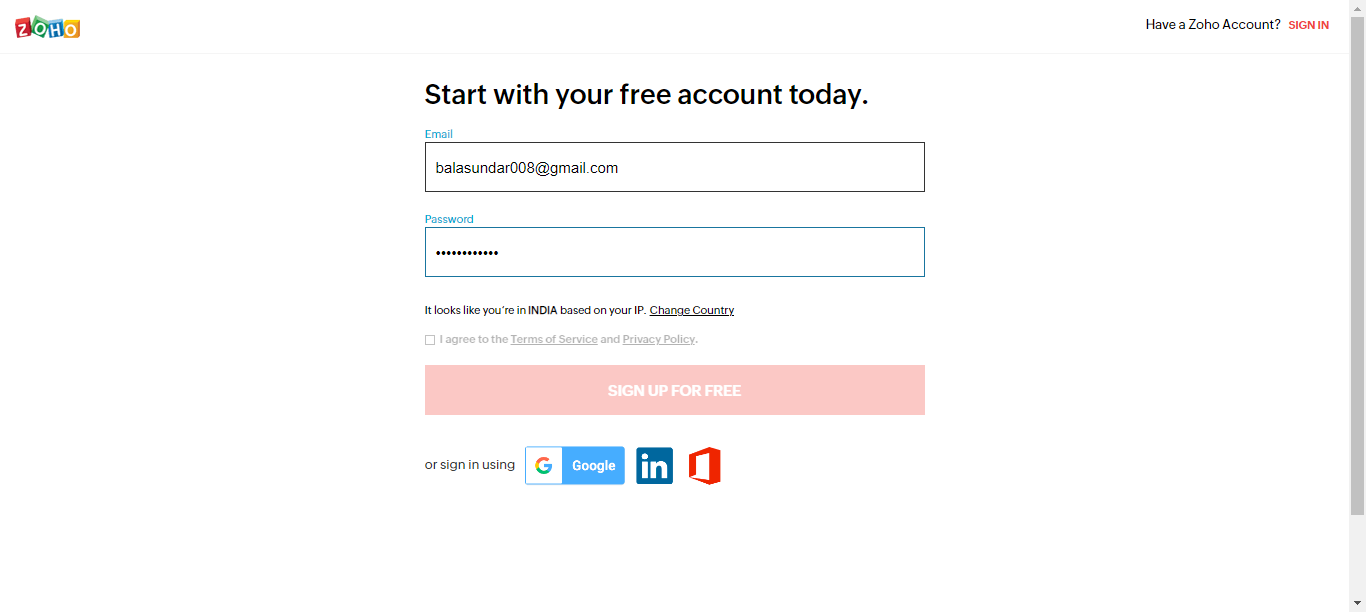 ZOHO
Have a Zoho Account? SIGN IN
Start with your free account today.
Email
balasundar008@gmail.com
Password
••••••••••••
It looks like you're in INDIA based on your IP. Change Country
I agree to the Terms of Service and Privacy Policy.
SIGN UP FOR FREE
or sign in using G Google in